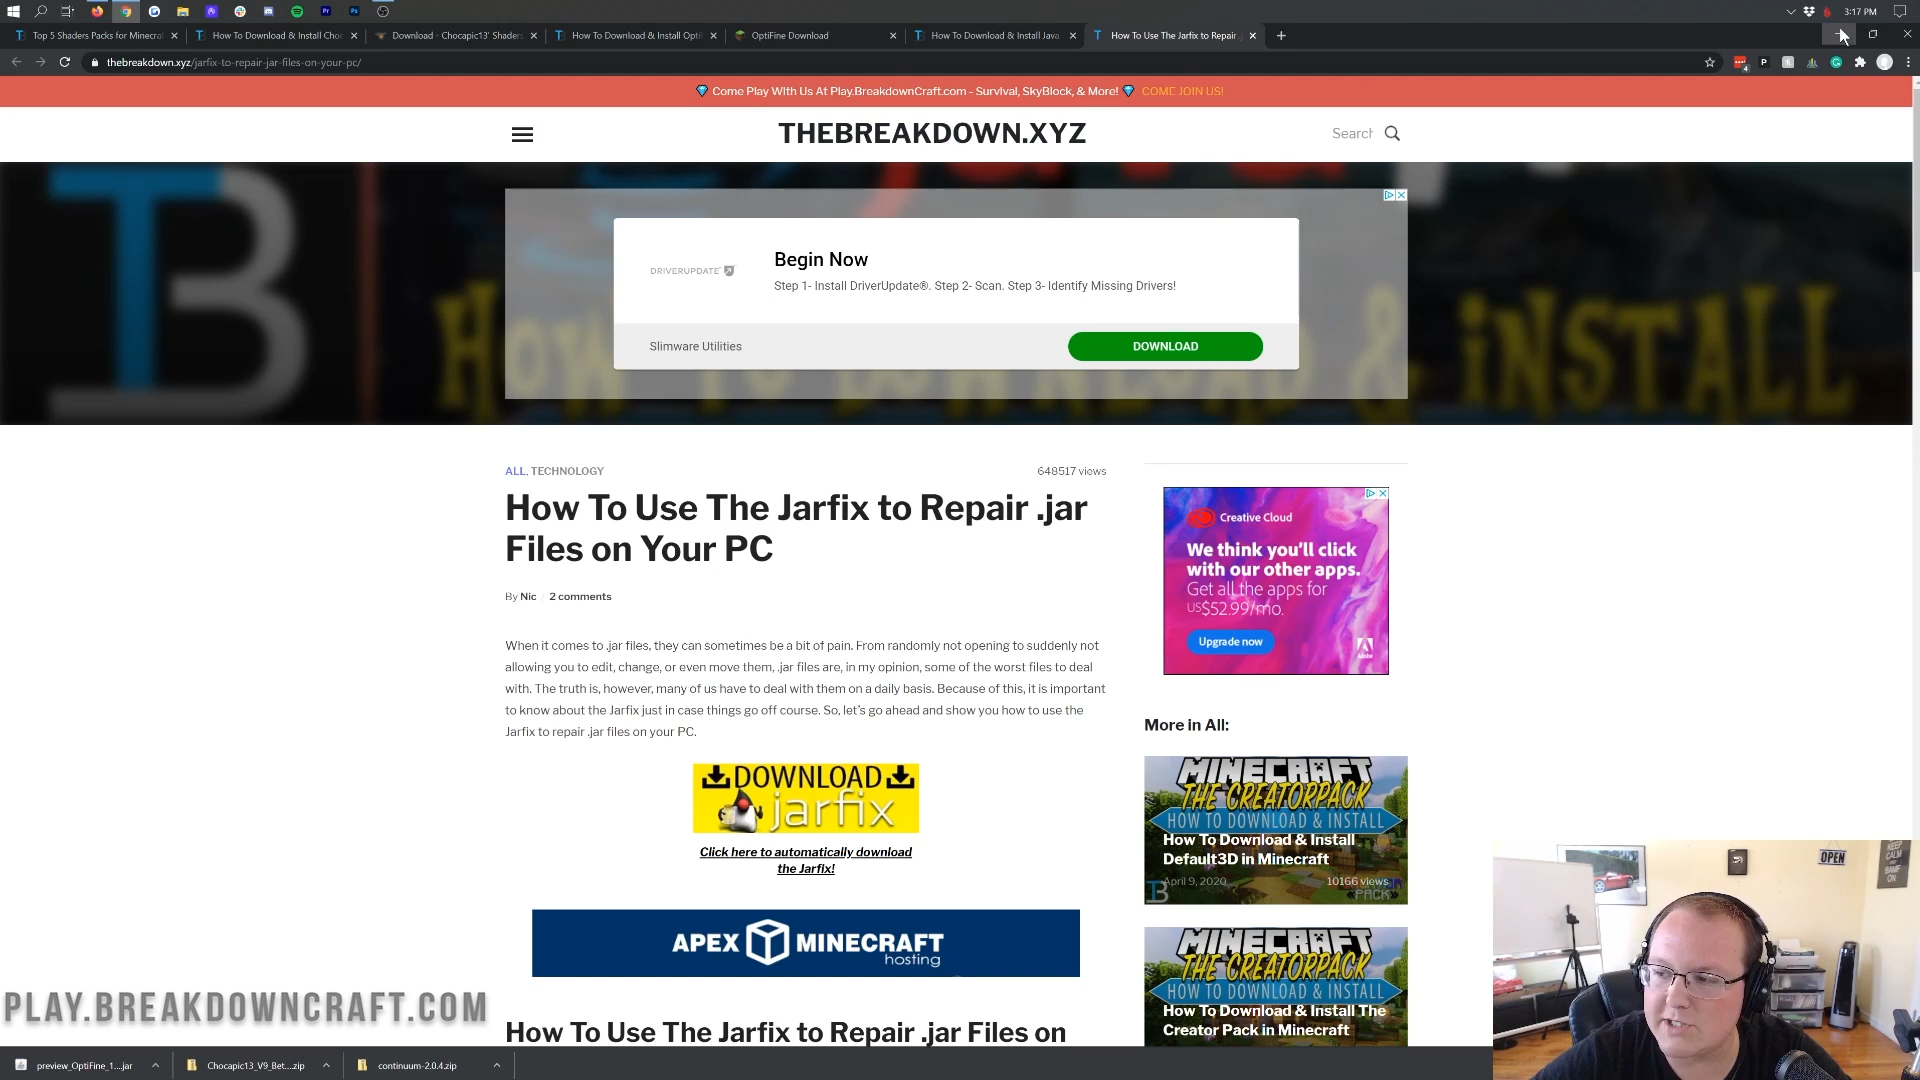 3:17 PM
Top 5 Shaders Packs for Minecraf
How To Download & Install Choc
Download - Chocapic13' Shaders
How To Download & Install Opti
OptiFine Download
How To Download & Install Java
How To Use The Jarfix to Repair
thebreakdown.xyz/jarfix-to-repair-jar-files-on-your-pc/
Come Play With Us At Play.BreakdownCraft.com - Survival, SkyBlock, & More! COME JOIN US!
THEBREAKDOWN.XYZ
Search
HOW TO DOWNLOAD & INSTALL
DRIVERUPDATE
Begin Now
Step 1- Install DriverUpdate®. Step 2- Scan. Step 3- Identify Missing Drivers!
Slimware Utilities
DOWNLOAD
ALL, TECHNOLOGY
648517 views
How To Use The Jarfix to Repair .jar
Files on Your PC
By Nic / 2 comments
When it comes to .jar files, they can sometimes be a bit of pain. From randomly not opening to suddenly not
allowing you to edit, change, or even move them, .jar files are, in my opinion, some of the worst files to deal
with. The truth is, however, many of us have to deal with them on a daily basis. Because of this, it is important
to know about the Jarfix just in case things go off course. So, let's go ahead and show you how to use the
Jarfix to repair .jar files on your PC.
DOWNLOAD
jarfix
Click here to automatically download
the Jarfix!
APEX MINECRAFT
hosting
How To Use The Jarfix to Repair .jar Files on
Creative Cloud
We think you'll click
with our other apps.
Get all the apps for
US$52.99/mo.
Upgrade now
Adobe
More in All:
MINECRAFT
THE CREATORPACK
HOW TO DOWNLOAD & INSTALL
How To Download & Install
Default3D in Minecraft
April 9, 2020
10166 views
PACK
MINECRAFT
THE CREATORPACK
HOW TO DOWNLOAD & INSTALL
How To Download & Install The
Creator Pack in Minecraft
OPEN
KEEP
CALM
AND
BAMF
ON
PLAY.BREAKDOWNCRAFT.COM
preview_OptiFine_1....jar
Chocapic13_V9_Bet....zip
continuum-2.0.4.zip